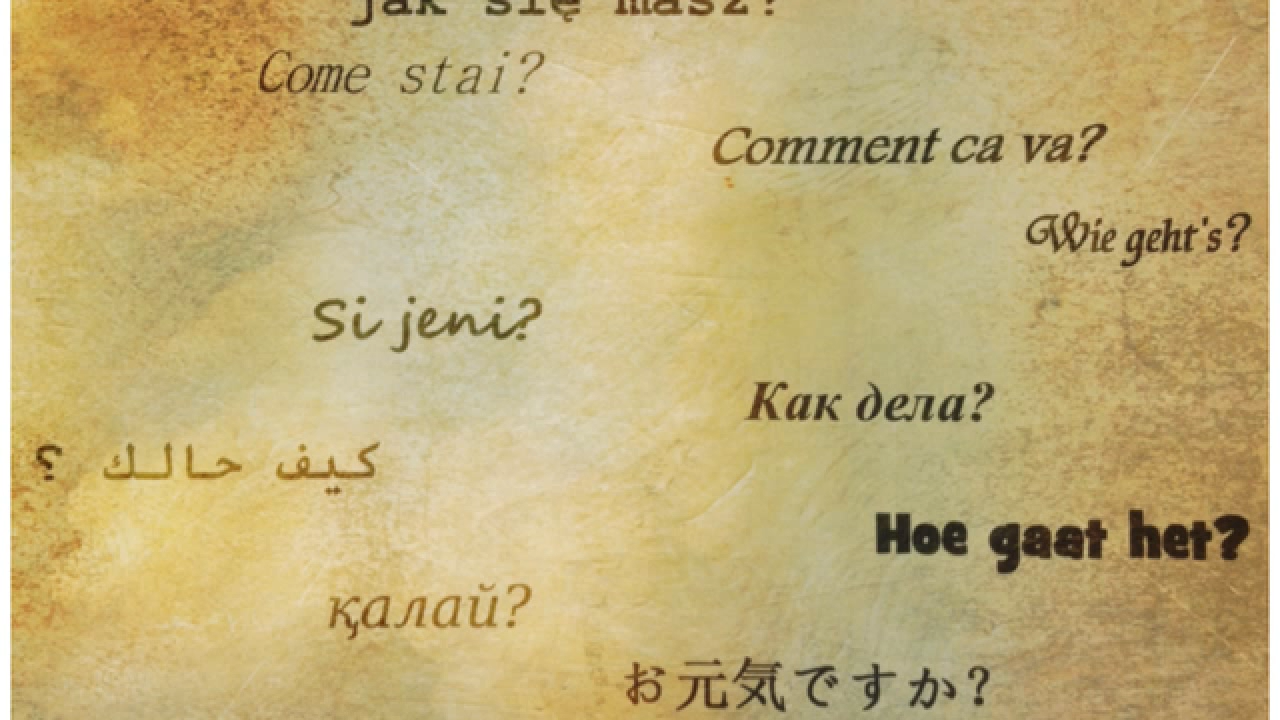 jak się masz?
Come stai?
Comment ca va?
Wie geht's?
Si jeni?
Как дела?
كيف حالك ؟
Hoe gaat het?
қалай?
お元気ですか?